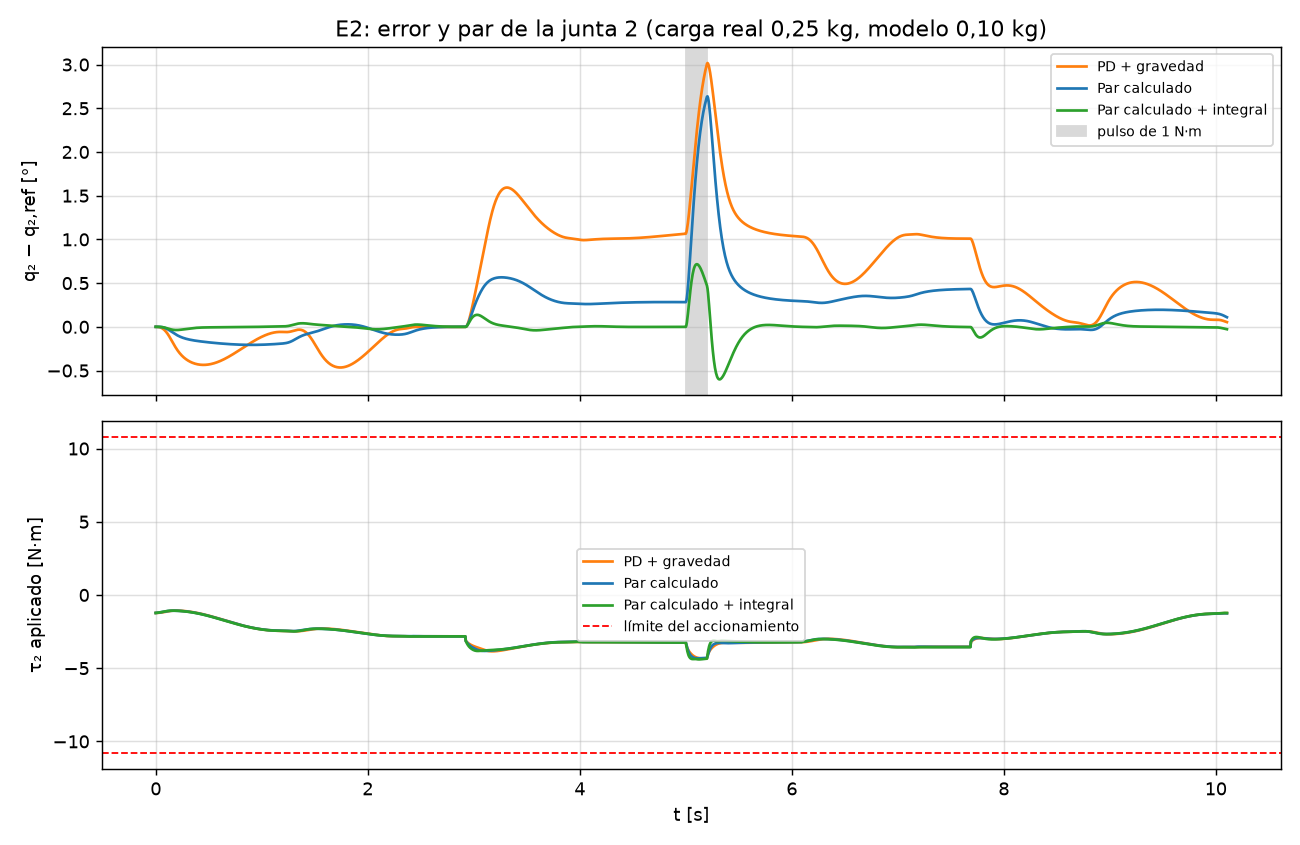 E2: error y par de la junta 2 (carga real 0,25 kg, modelo 0,10 kg)
q₂ − q₂,ref [°]
3.0
2.5
2.0
1.5
1.0
0.5
0.0
−0.5
PD + gravedad
Par calculado
Par calculado + integral
pulso de 1 N·m
τ₂ aplicado [N·m]
10
5
0
−5
−10
PD + gravedad
Par calculado
Par calculado + integral
límite del accionamiento
0 2 4 6 8 10
t [s]